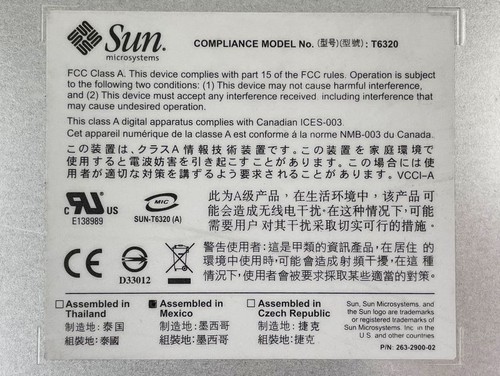 Sun.
microsystems
COMPLIANCE MODEL No. (型号)(型號): T6320
FCC Class A. This device complies with part 15 of the FCC rules. Operation is subject
to the following two conditions: (1) This device may not cause harmful interference,
and (2) This device must accept any interference received, including interference that
may cause undesired operation.
This class A digital apparatus complies with Canadian ICES-003.
Cet appareil numérique de la classe A est conforme à la norme NMB-003 du Canada.
この装置は、クラスA情報技術装置です。この装置を家庭環境で
使用すると電波妨害を引き起こすことがあります。この場合には使
用者が適切な対策を講ずるよう要求されることがあります。 VCCI-A
C UL US
E138989
MIC
SUN-T6320 (A)
此为A级产品，在生活环境中，该产品可
能会造成无线电干扰。在这种情况下，可能
需要用户对其干扰采取切实可行的措施。
CE
D33012
警告使用者: 這是甲類的資訊產品，在居住的
環境中使用時，可能會造成射頻干擾，在這
種情況下，使用者會被要求採取某些適當的對策。
Assembled in
Thailand
制造地: 泰国
組裝地: 泰國
Assembled in
Mexico
制造地: 墨西哥
組裝地: 墨西哥
Assembled in
Czech Republic
制造地: 捷克
組裝地: 捷克
Sun, Sun Microsystems, and
the Sun logo are trademarks
or registered trademarks of
Sun Microsystems, Inc. in the
U.S. and other countries
P/N: 263-2900-02